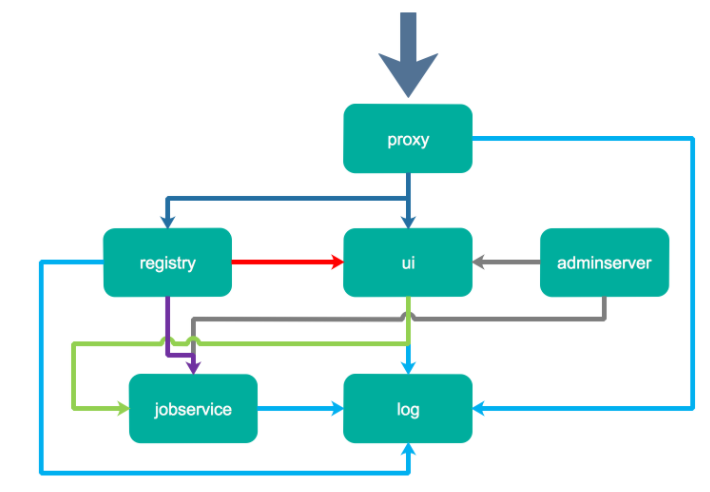 proxy
registry
ui
adminserver
jobservice
log